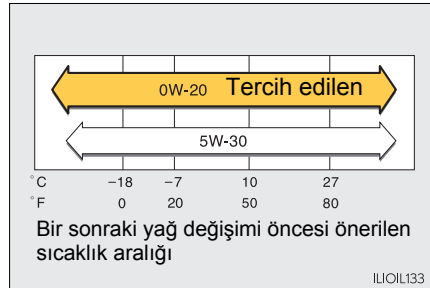 0W-20 Tercih edilen
5W-30
°C −18 −7 10 27
°F 0 20 50 80
Bir sonraki yağ değişimi öncesi önerilen
sıcaklık aralığı
ILIOIL133